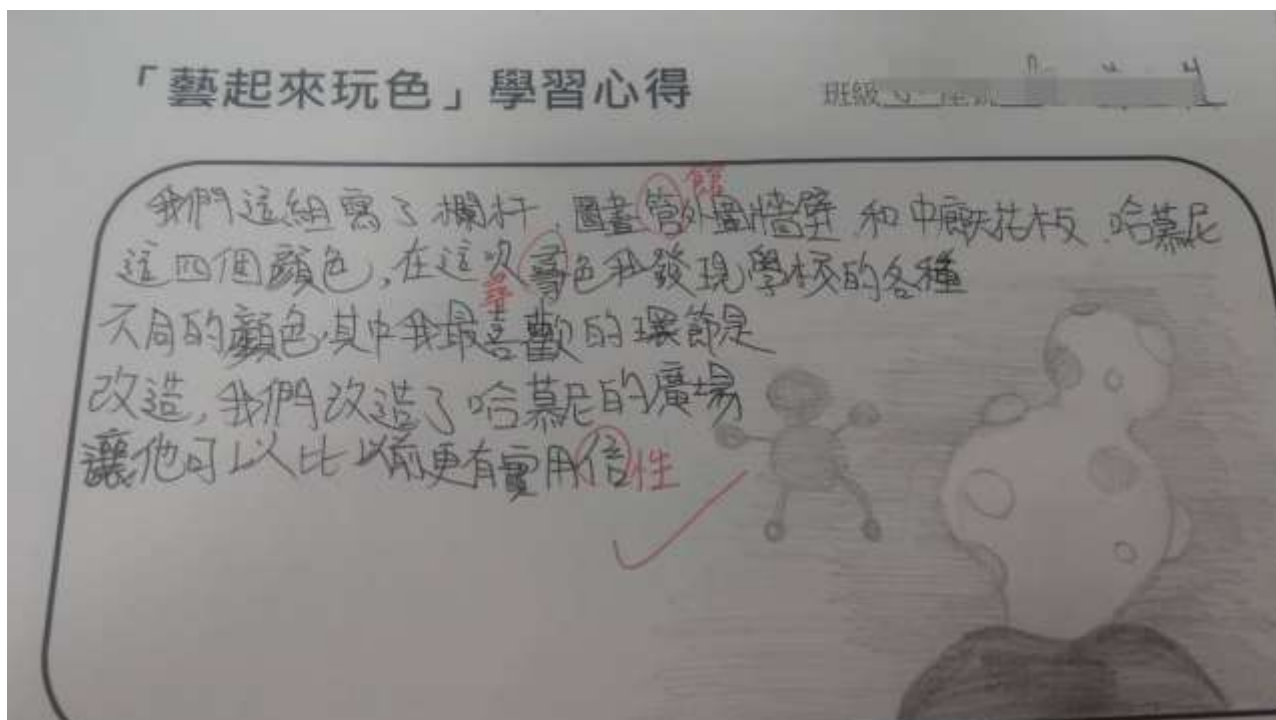 「藝起來玩色」學習心得
班級
館
我們這組寫了欄杆、圖書管外圍牆壁和中廊天花板、哈慕尼
這四個顏色,在這次尋色我發現學校的各種
尋
不同的顏色,其中我最喜歡的環節是
改造,我們改造了哈慕尼的廣場
讓他可以比以前更有實用信性